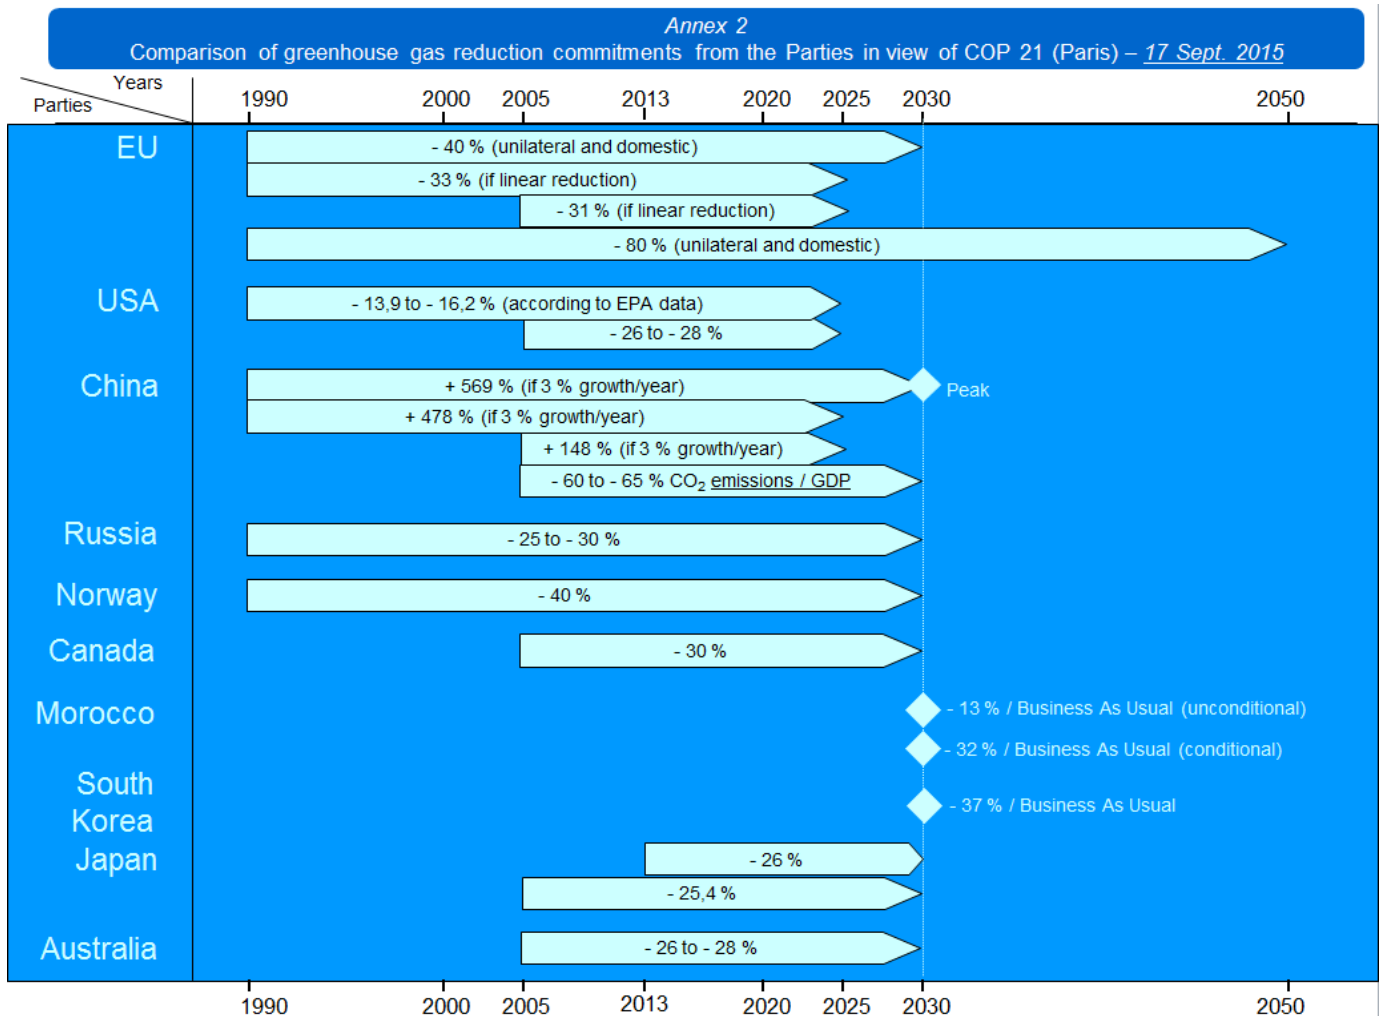 Annex 2
Comparison of greenhouse gas reduction commitments from the Parties in view of COP 21 (Paris) – 17 Sept. 2015
Years
Parties
1990 2000 2005 2013 2020 2025 2030 2050
EU
- 40 % (unilateral and domestic)
- 33 % (if linear reduction)
- 31 % (if linear reduction)
- 80 % (unilateral and domestic)
USA
- 13,9 to - 16,2 % (according to EPA data)
- 26 to - 28 %
China
+ 569 % (if 3 % growth/year)
Peak
+ 478 % (if 3 % growth/year)
+ 148 % (if 3 % growth/year)
- 60 to - 65 % CO₂ emissions / GDP
Russia
- 25 to - 30 %
Norway
- 40 %
Canada
- 30 %
Morocco
- 13 % / Business As Usual (unconditional)
- 32 % / Business As Usual (conditional)
South
Korea
- 37 % / Business As Usual
Japan
- 26 %
- 25,4 %
Australia
- 26 to - 28 %
1990 2000 2005 2013 2020 2025 2030 2050